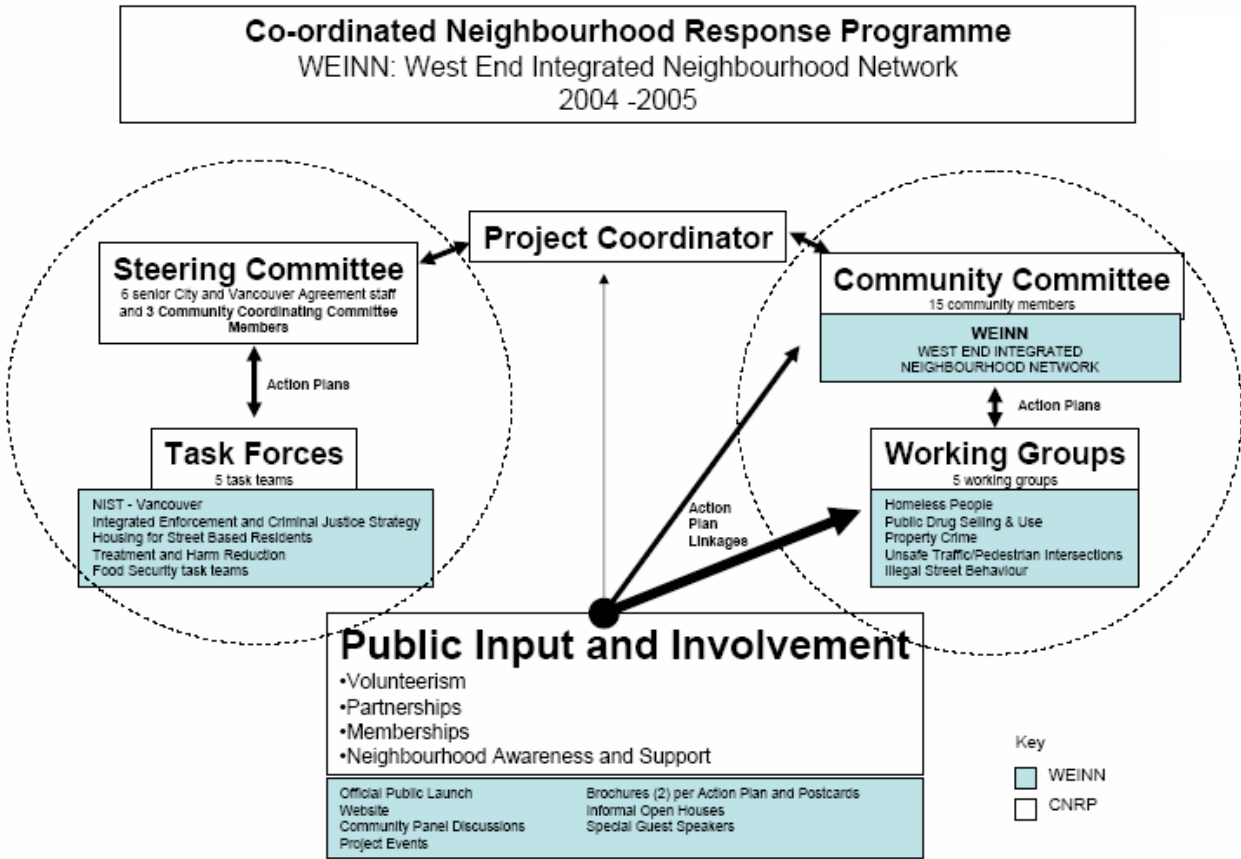 Co-ordinated Neighbourhood Response Programme
WEINN: West End Integrated Neighbourhood Network
2004 -2005
Project Coordinator
Steering Committee
6 senior City and Vancouver Agreement staff
and 3 Community Coordinating Committee
Members
Action Plans
Task Forces
5 task teams
NIST - Vancouver
Integrated Enforcement and Criminal Justice Strategy
Housing for Street Based Residents
Treatment and Harm Reduction
Food Security task teams
Community Committee
15 community members
WEINN
WEST END INTEGRATED
NEIGHBOURHOOD NETWORK
Action Plans
Working Groups
5 working groups
Homeless People
Public Drug Selling & Use
Property Crime
Unsafe Traffic/Pedestrian Intersections
Illegal Street Behaviour
Action
Plan
Linkages
Public Input and Involvement
•Volunteerism
•Partnerships
•Memberships
•Neighbourhood Awareness and Support
Official Public Launch
Website
Community Panel Discussions
Project Events
Brochures (2) per Action Plan and Postcards
Informal Open Houses
Special Guest Speakers
Key
WEINN
CNRP